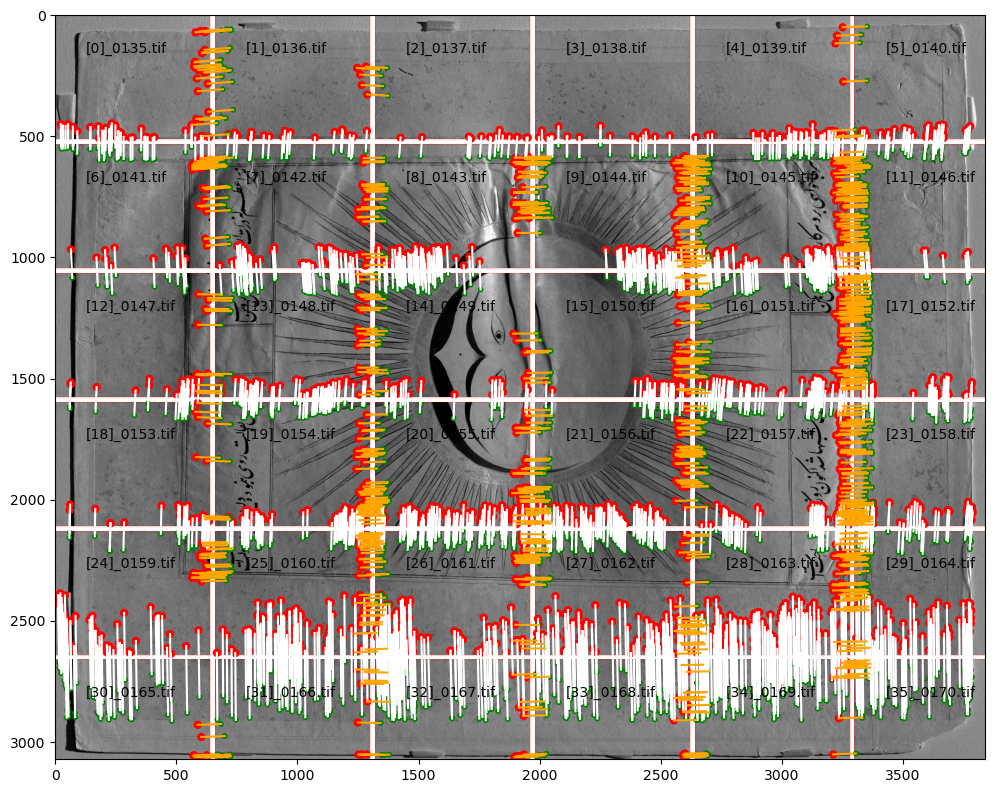 0
[0]_0135.tif [1]_0136.tif [2]_0137.tif [3]_0138.tif [4]_0139.tif [5]_0140.tif
500
[6]_0141.tif [7]_0142.tif [8]_0143.tif [9]_0144.tif [10]_0145.tif [11]_0146.tif
1000
[12]_0147.tif [13]_0148.tif [14]_0149.tif [15]_0150.tif [16]_0151.tif [17]_0152.tif
1500
[18]_0153.tif [19]_0154.tif [20]_0155.tif [21]_0156.tif [22]_0157.tif [23]_0158.tif
2000
[24]_0159.tif [25]_0160.tif [26]_0161.tif [27]_0162.tif [28]_0163.tif [29]_0164.tif
2500
[30]_0165.tif [31]_0166.tif [32]_0167.tif [33]_0168.tif [34]_0169.tif [35]_0170.tif
3000
0 500 1000 1500 2000 2500 3000 3500